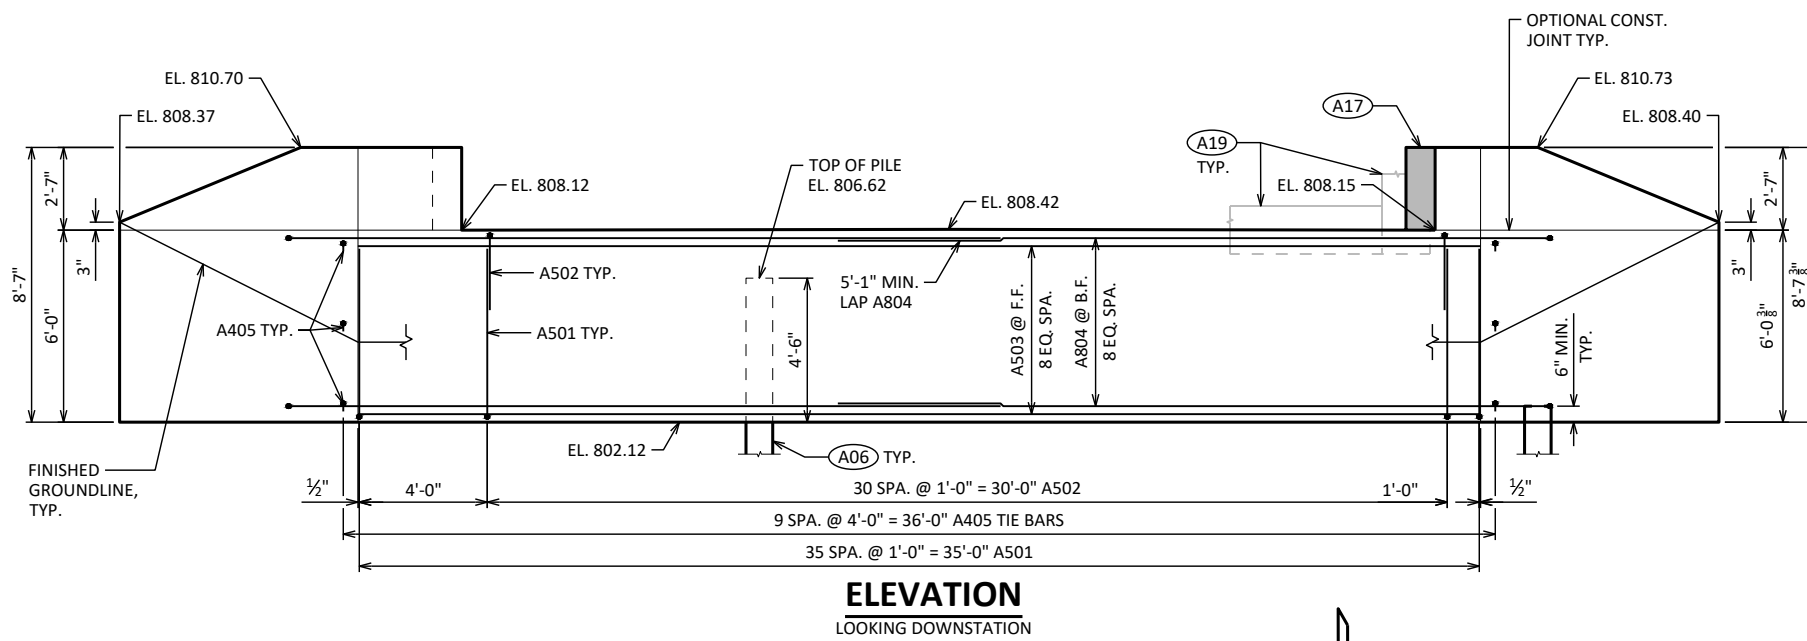 OPTIONAL CONST.
JOINT TYP.
EL. 810.70
EL. 810.73
EL. 808.37
A17
EL. 808.40
A19
TYP.
TOP OF PILE
EL. 806.62
EL. 808.12
EL. 808.15
EL. 808.42
2'-7"
2'-7"
3"
3"
8'-7"
6'-0"
8'-7 3/8"
6'-0 3/8"
A502 TYP.
5'-1" MIN.
LAP A804
A405 TYP.
A501 TYP.
4'-6"
A503 @ F.F.
8 EQ. SPA.
A804 @ B.F.
8 EQ. SPA.
6" MIN.
TYP.
EL. 802.12
A06 TYP.
FINISHED
GROUNDLINE,
TYP.
½" 4'-0" 30 SPA. @ 1'-0" = 30'-0" A502 1'-0" ½"
9 SPA. @ 4'-0" = 36'-0" A405 TIE BARS
35 SPA. @ 1'-0" = 35'-0" A501
ELEVATION
LOOKING DOWNSTATION